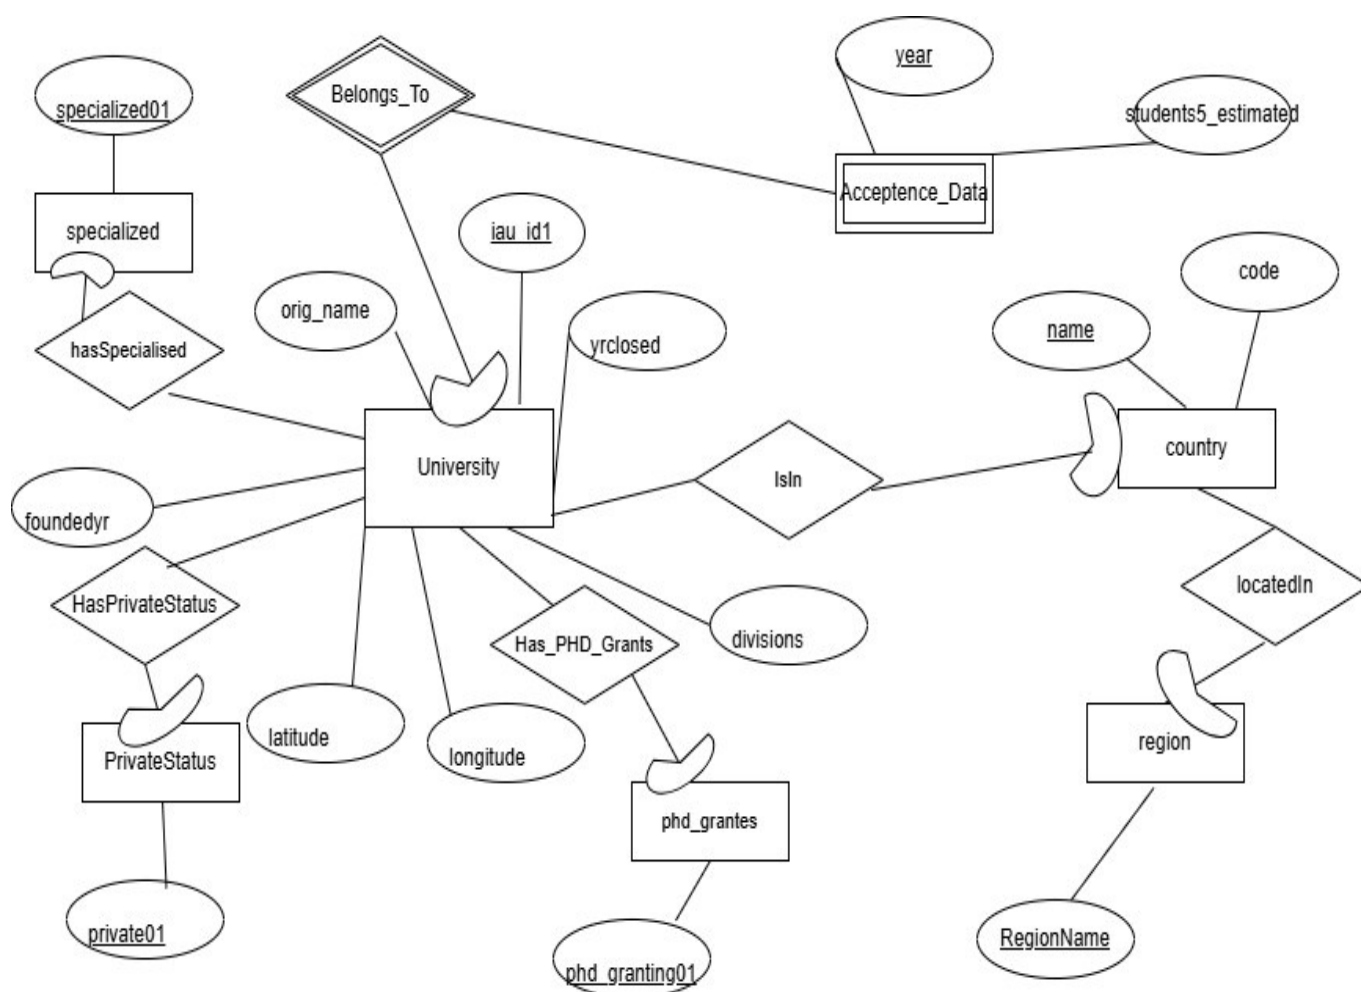 year
Belongs_To
specialized01
students5_estimated
Acceptence_Data
specialized
iau_id1
code
orig_name
name
hasSpecialised
yrclosed
country
University
IsIn
foundedyr
locatedIn
HasPrivateStatus
Has_PHD_Grants
divisions
latitude
longitude
region
PrivateStatus
phd_grantes
private01
RegionName
phd_granting01